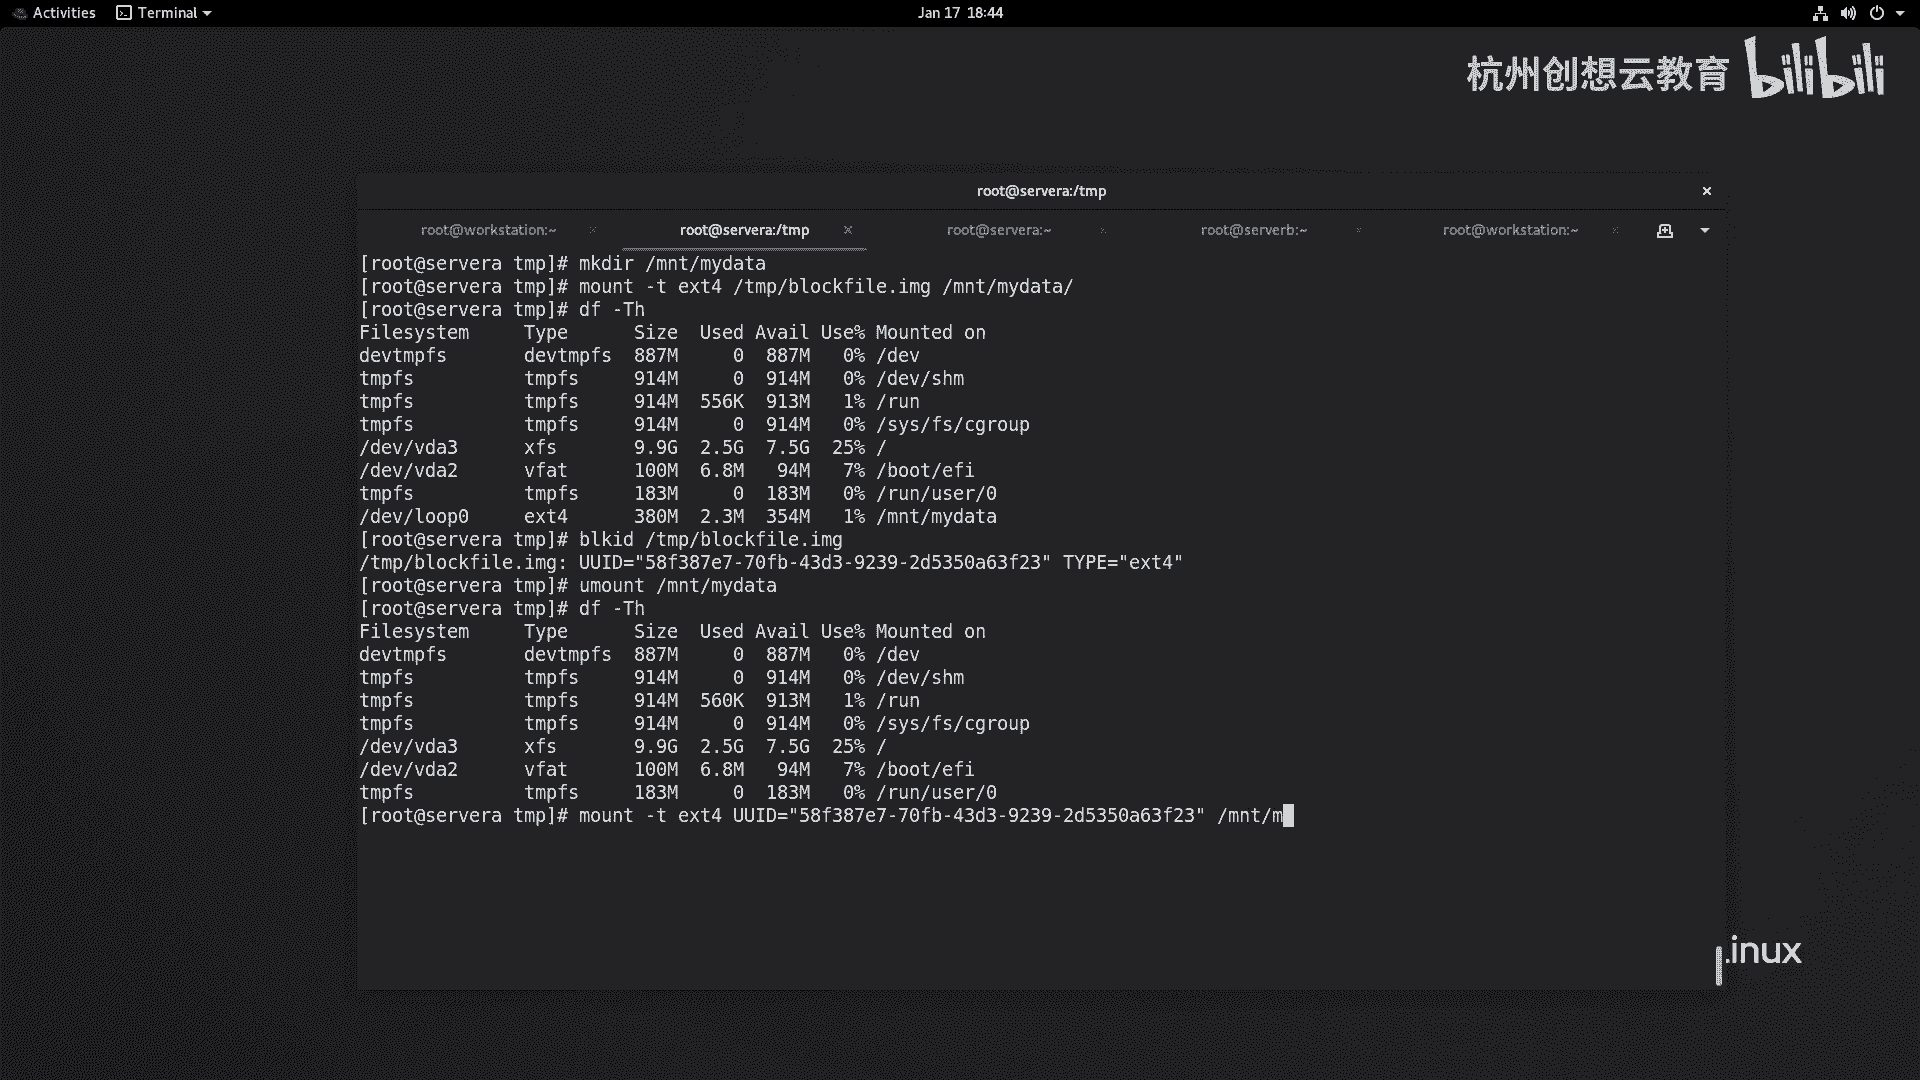 Activities Terminal Jan 17 18:44
杭州创想云教育 bilibili
root@servera:/tmp
root@workstation:~ root@servera:/tmp root@servera:~ root@serverb:~ root@workstation:~
[root@servera tmp]# mkdir /mnt/mydata
[root@servera tmp]# mount -t ext4 /tmp/blockfile.img /mnt/mydata/
[root@servera tmp]# df -Th
Filesystem     Type      Size  Used Avail Use% Mounted on
devtmpfs       devtmpfs  887M     0  887M   0% /dev
tmpfs          tmpfs     914M     0  914M   0% /dev/shm
tmpfs          tmpfs     914M  556K  913M   1% /run
tmpfs          tmpfs     914M     0  914M   0% /sys/fs/cgroup
/dev/vda3      xfs       9.9G  2.5G  7.5G  25% /
/dev/vda2      vfat      100M  6.8M   94M   7% /boot/efi
tmpfs          tmpfs     183M     0  183M   0% /run/user/0
/dev/loop0     ext4      380M  2.3M  354M   1% /mnt/mydata
[root@servera tmp]# blkid /tmp/blockfile.img
/tmp/blockfile.img: UUID="58f387e7-70fb-43d3-9239-2d5350a63f23" TYPE="ext4"
[root@servera tmp]# umount /mnt/mydata
[root@servera tmp]# df -Th
Filesystem     Type      Size  Used Avail Use% Mounted on
devtmpfs       devtmpfs  887M     0  887M   0% /dev
tmpfs          tmpfs     914M     0  914M   0% /dev/shm
tmpfs          tmpfs     914M  560K  913M   1% /run
tmpfs          tmpfs     914M     0  914M   0% /sys/fs/cgroup
/dev/vda3      xfs       9.9G  2.5G  7.5G  25% /
/dev/vda2      vfat      100M  6.8M   94M   7% /boot/efi
tmpfs          tmpfs     183M     0  183M   0% /run/user/0
[root@servera tmp]# mount -t ext4 UUID="58f387e7-70fb-43d3-9239-2d5350a63f23" /mnt/m
inux